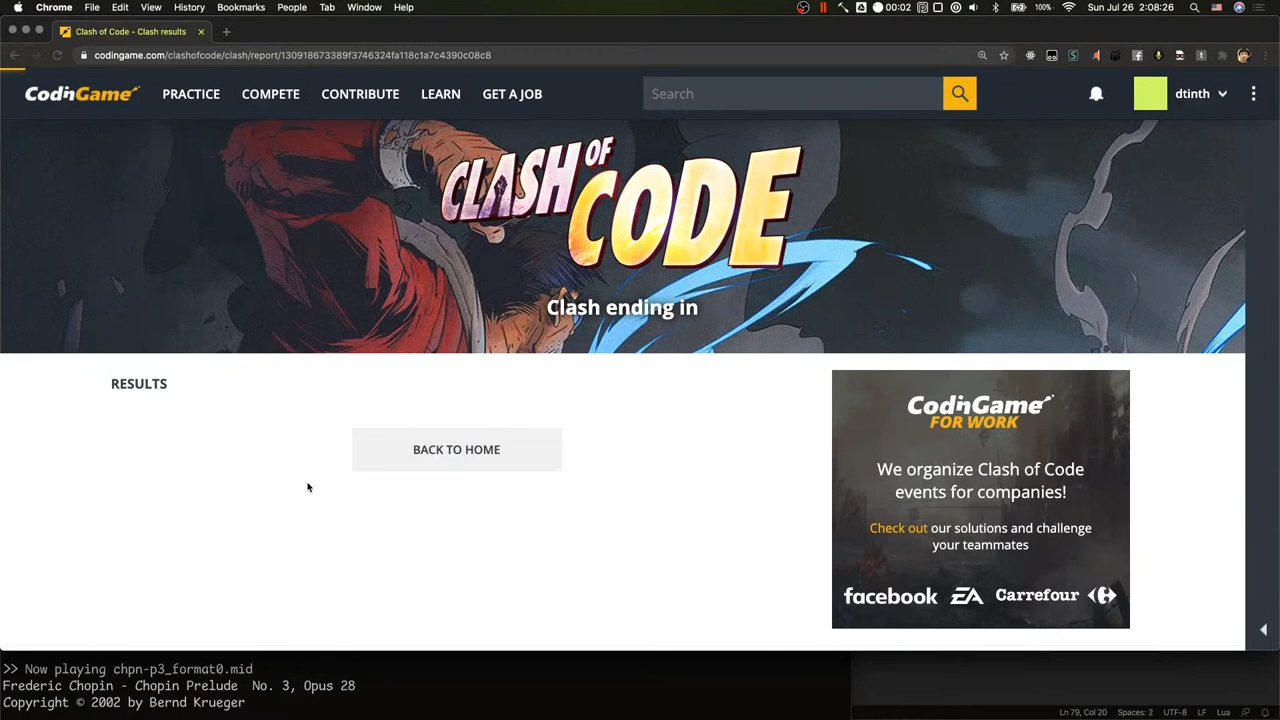 Chrome File Edit View History Bookmarks People Tab Window Help 00:02 100% Sun Jul 26 2:08:26
Clash of Code - Clash results
codingame.com/clashofcode/clash/report/130918673389f3746324fa118c1a7c4390c08c8
CodinGame PRACTICE COMPETE CONTRIBUTE LEARN GET A JOB Search dtinth
CLASH OF CODE
Clash ending in
RESULTS
BACK TO HOME
CodinGame
FOR WORK
We organize Clash of Code
events for companies!
Check out our solutions and challenge
your teammates
facebook EA Carrefour
>> Now playing chpn-p3_format0.mid
Frederic Chopin - Chopin Prelude No. 3, Opus 28
Copyright © 2002 by Bernd Krueger
Ln 79, Col 20 Spaces: 2 UTF-8 LF Lua